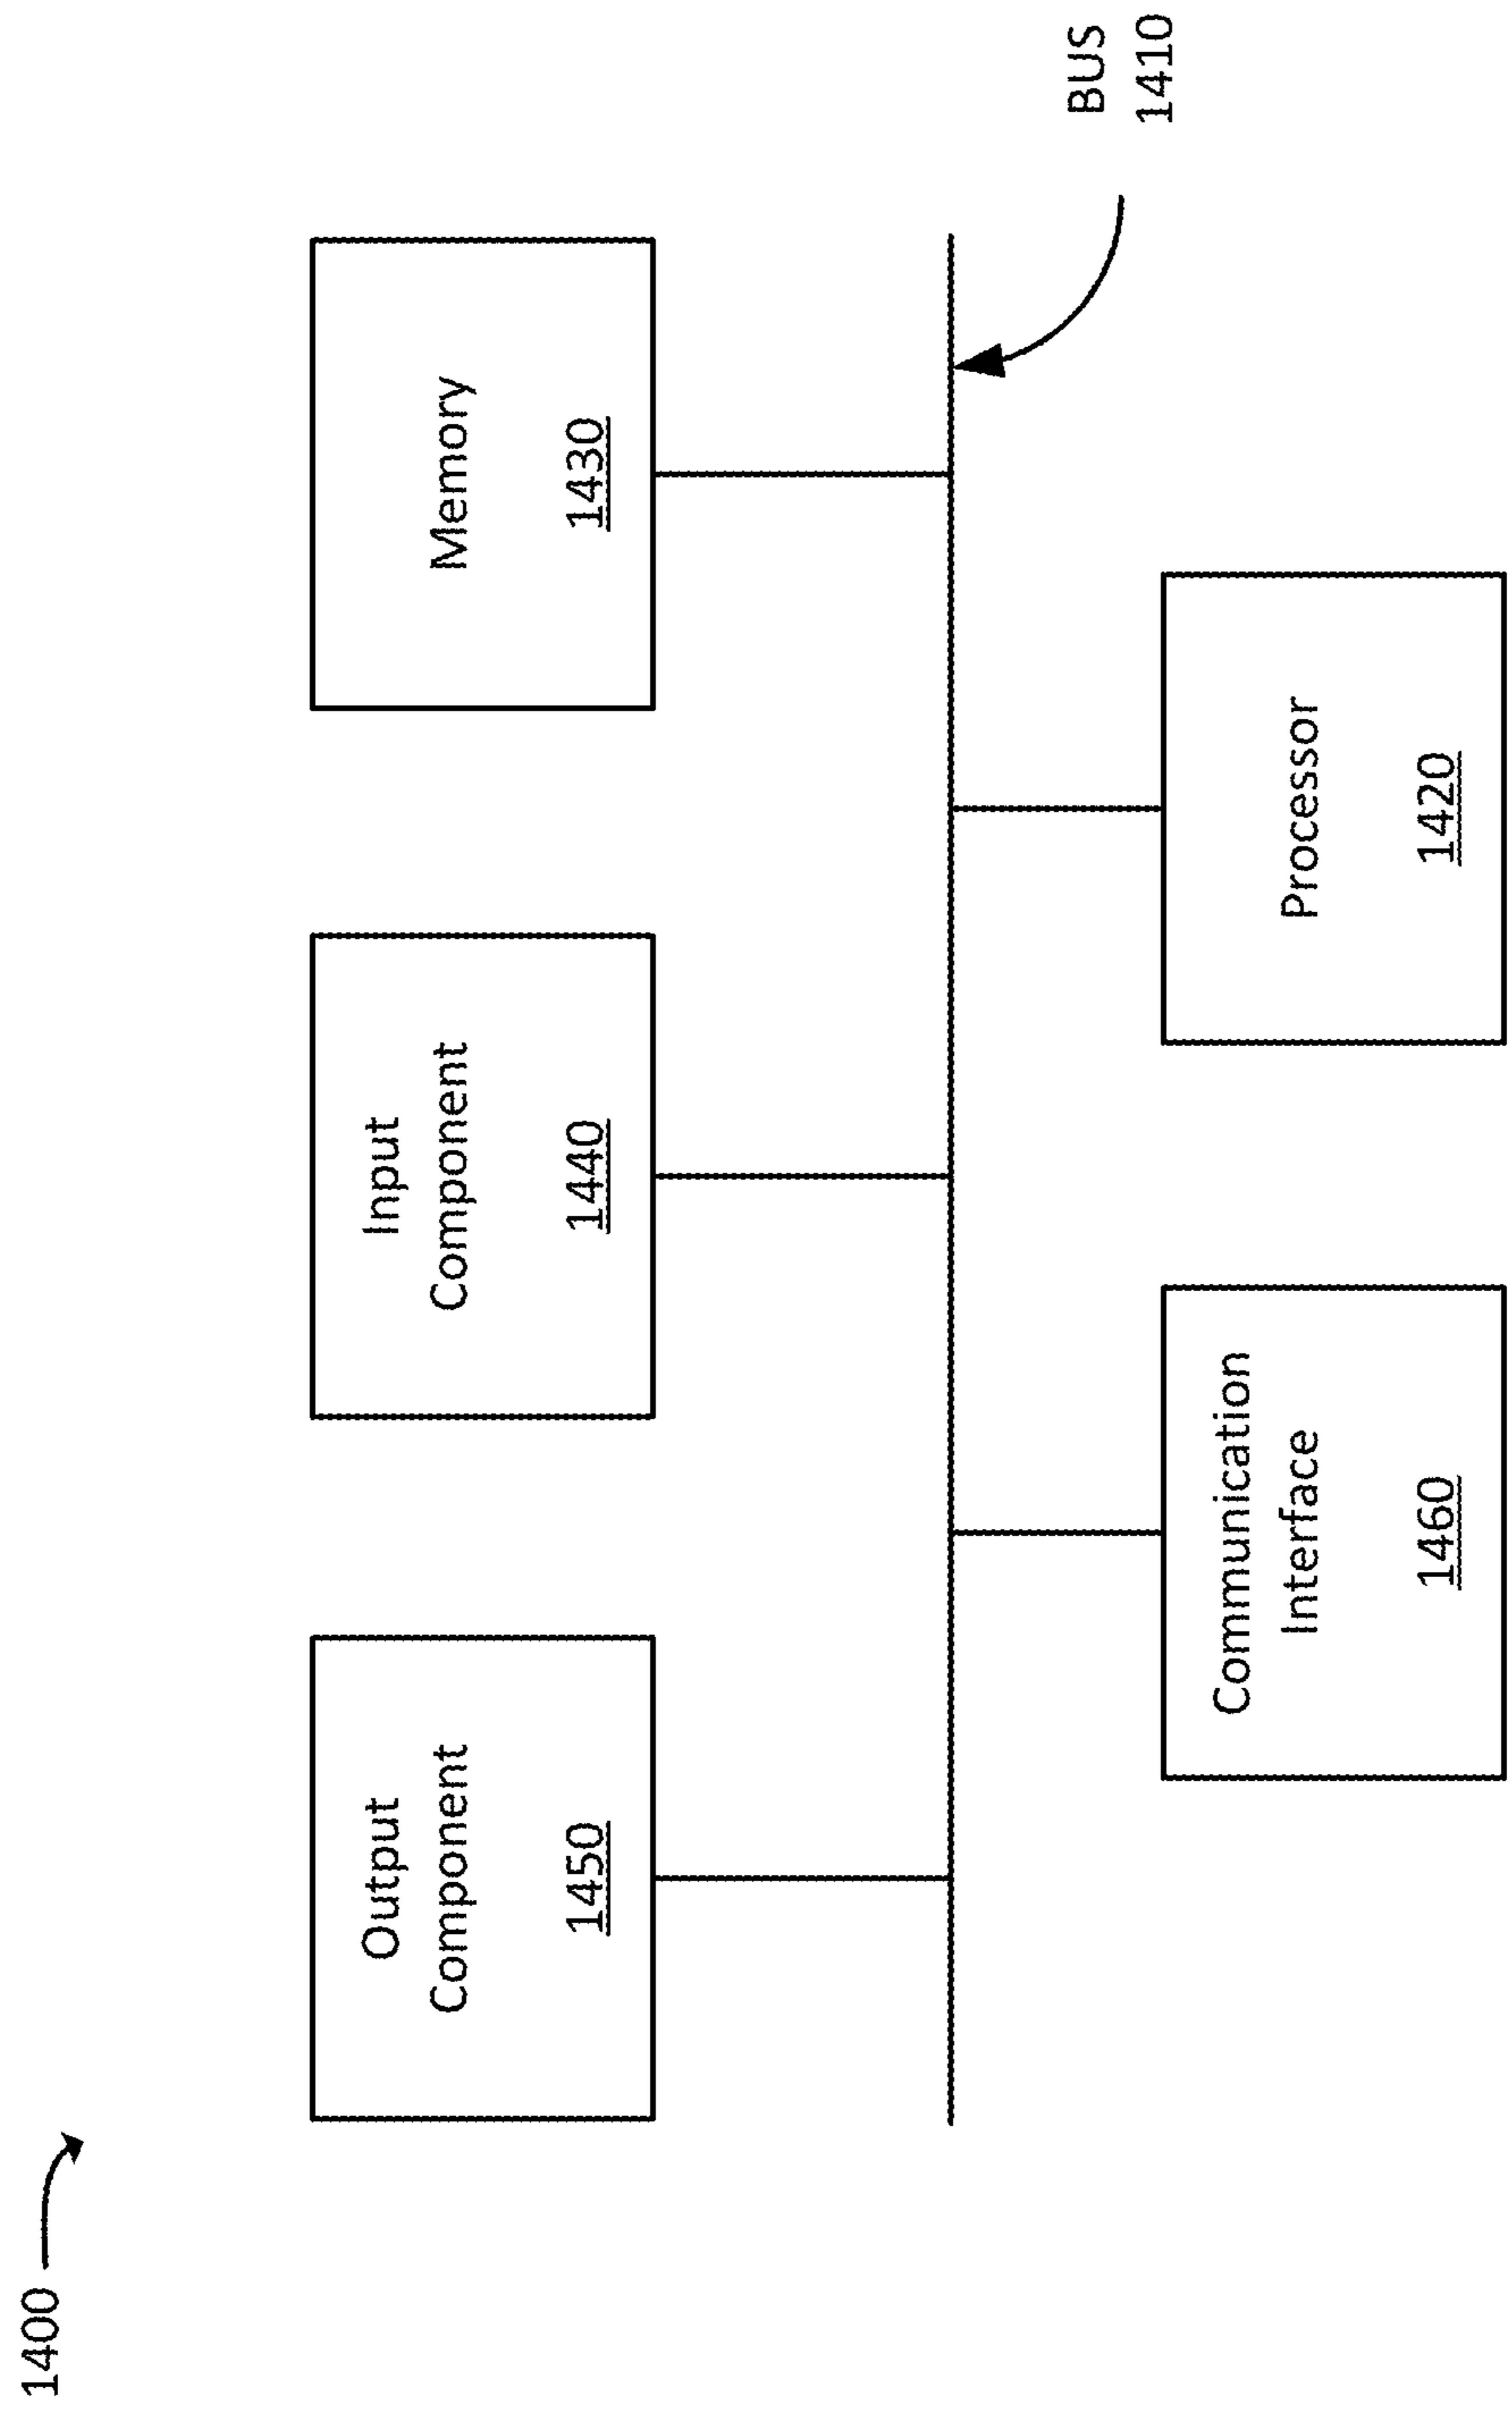 1400
Output
Component
1450
Input
Component
1440
Memory
1430
BUS
1410
Communication
Interface
1460
Processor
1420